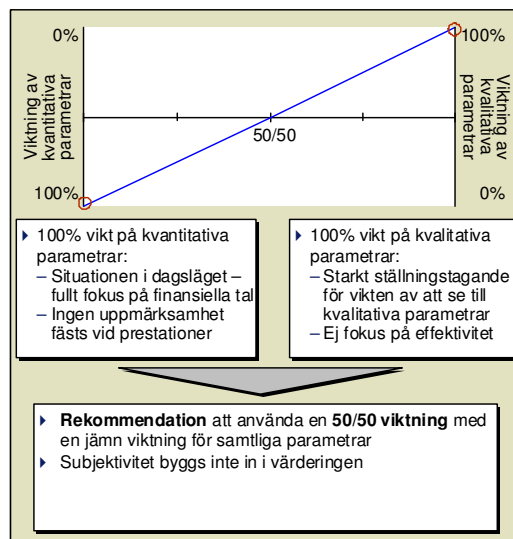 0%
100%
Viktning av
kvantitativa
parametrar
Viktning av
kvalitativa
parametrar
50/50
100%
0%
100% vikt på kvantitativa
parametrar:
– Situationen i dagsläget –
fullt fokus på finansiella tal
– Ingen uppmärksamhet
fästs vid prestationer
100% vikt på kvalitativa
parametrar:
– Starkt ställningstagande
för vikten av att se till
kvalitativa parametrar
– Ej fokus på effektivitet
Rekommendation att använda en 50/50 viktning med
en jämn viktning för samtliga parametrar
Subjektivitet byggs inte in i värderingen